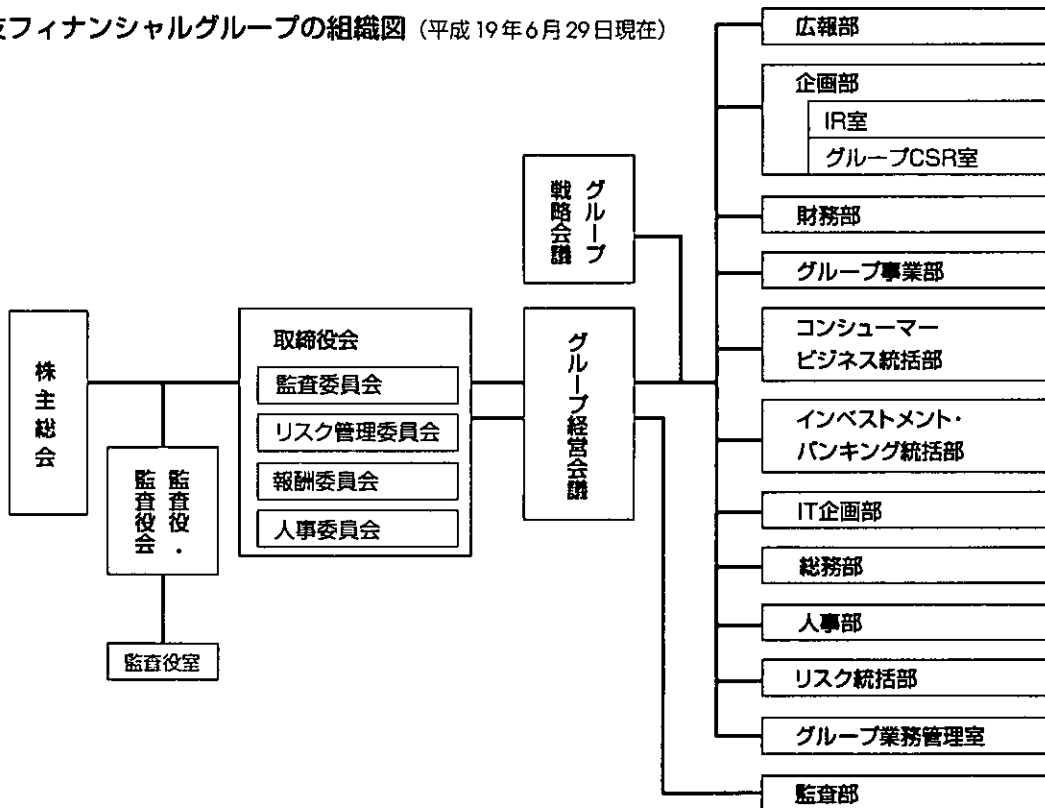 友フィナンシャルグループの組織図（平成19年6月29日現在）
株主総会
監査役・
監査役会
監査役室
取締役会
監査委員会
リスク管理委員会
報酬委員会
人事委員会
グループ
戦略会議
グループ経営会議
広報部
企画部
IR室
グループCSR室
財務部
グループ事業部
コンシューマー
ビジネス統括部
インベストメント・
バンキング統括部
IT企画部
総務部
人事部
リスク統括部
グループ業務管理室
監査部